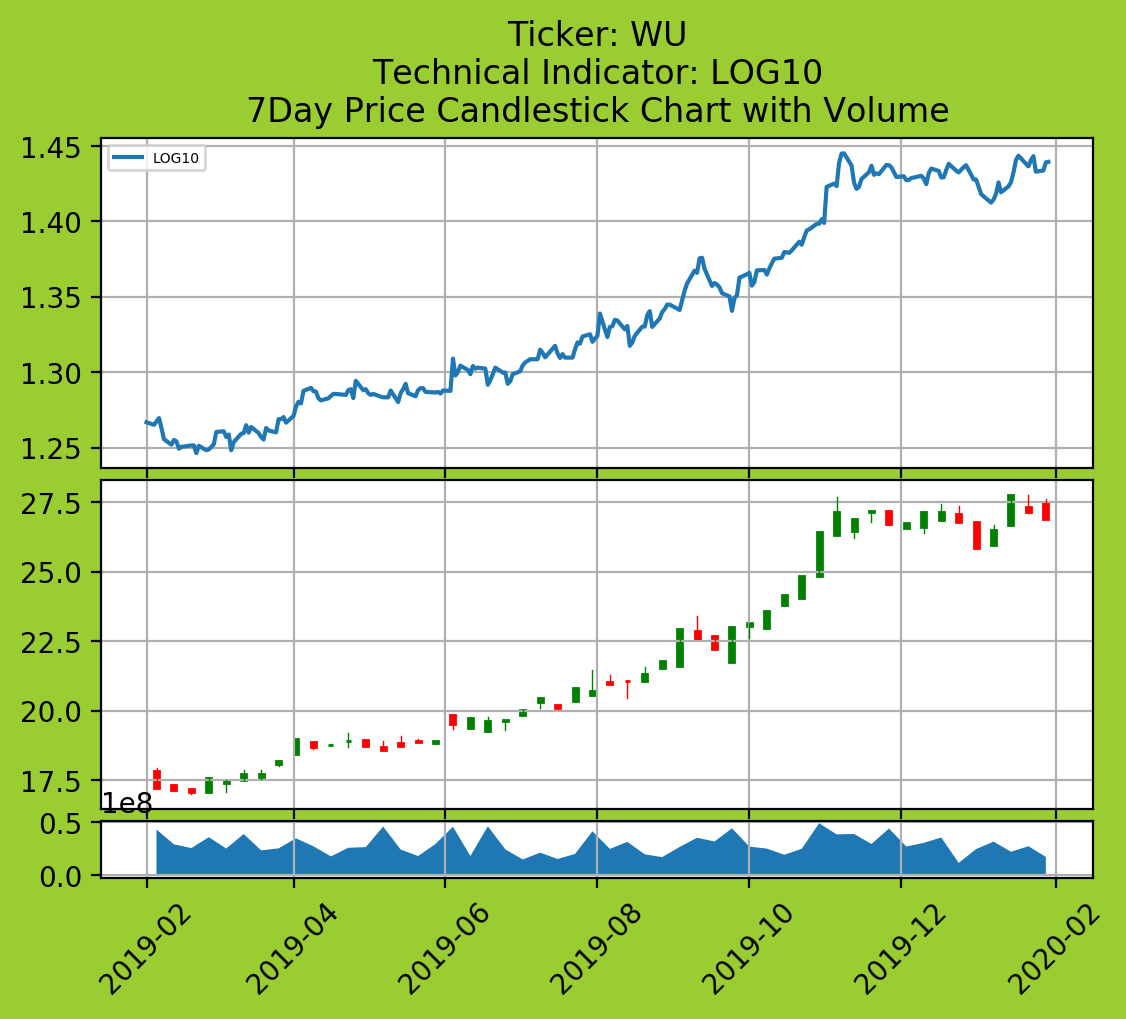 Ticker: WU
Technical Indicator: LOG10
7Day Price Candlestick Chart with Volume
LOG10
1.45
1.40
1.35
1.30
1.25
27.5
25.0
22.5
20.0
17.5
1e8
0.5
0.0
2019-02 2019-04 2019-06 2019-08 2019-10 2019-12 2020-02